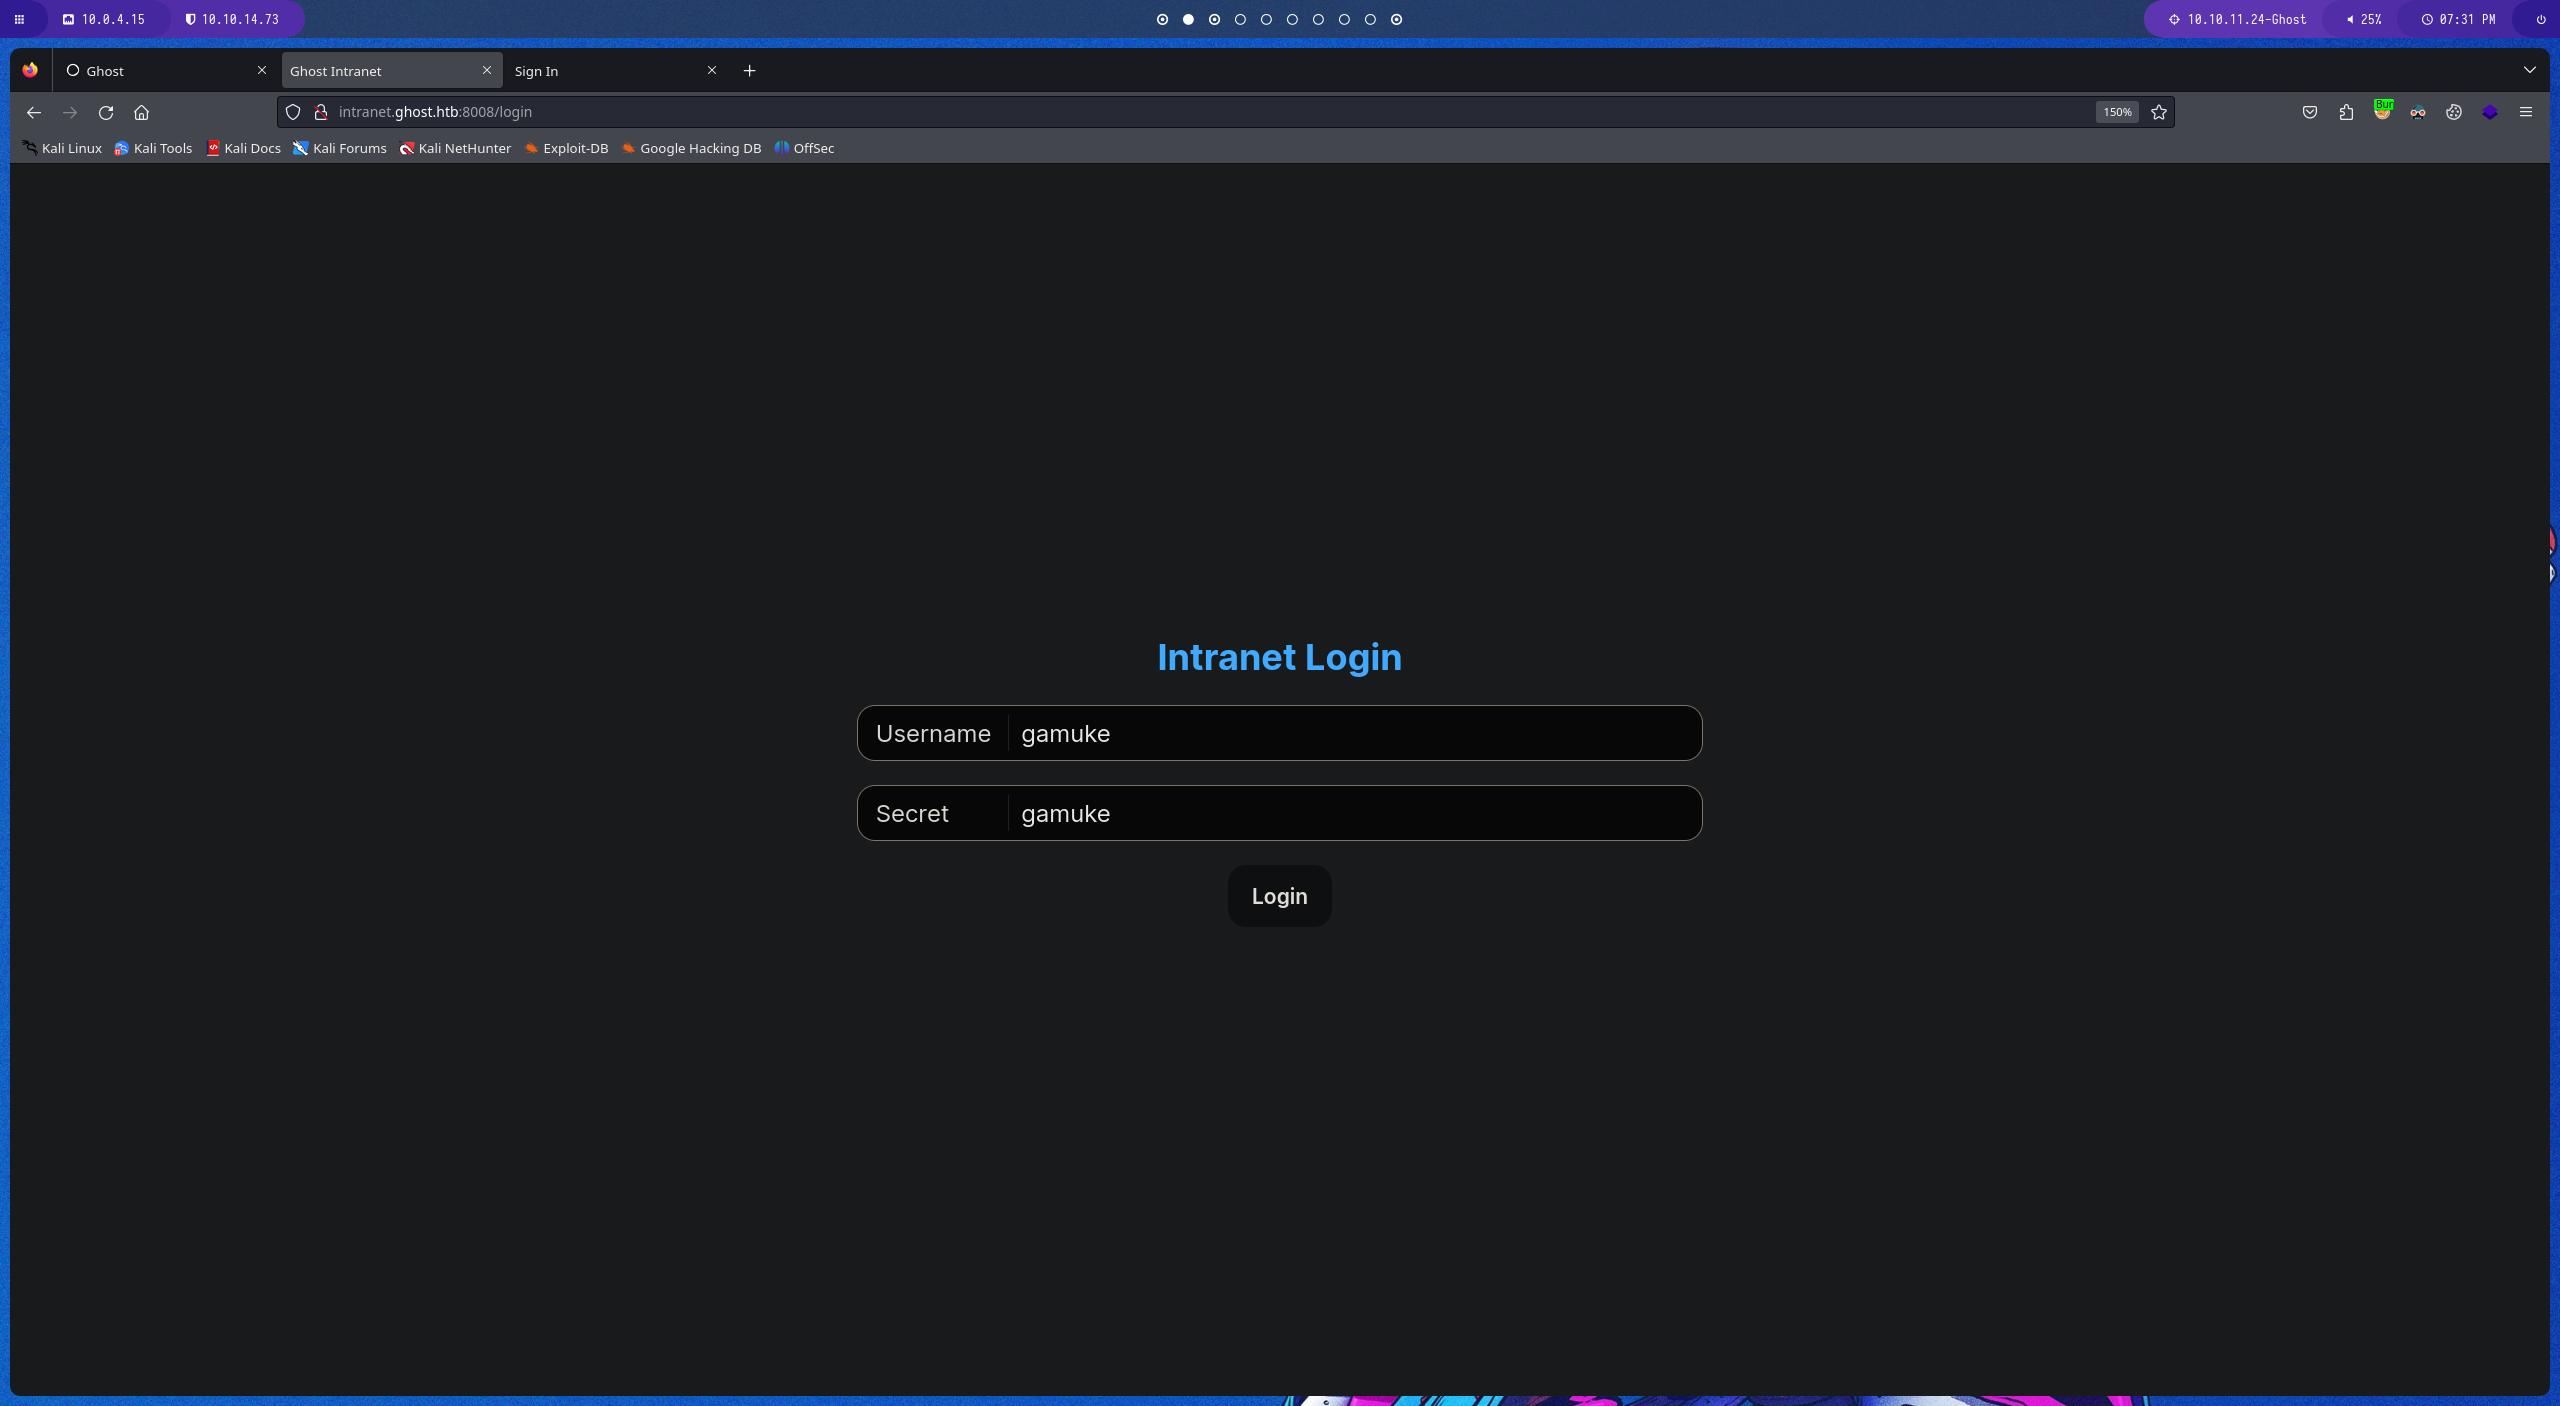 10.0.4.15 10.10.14.73 10.10.11.24-Ghost 25% 07:31 PM
Ghost Ghost Intranet Sign In
intranet.ghost.htb:8008/login 150% Bur
Kali Linux Kali Tools Kali Docs Kali Forums Kali NetHunter Exploit-DB Google Hacking DB OffSec
Intranet Login
Username gamuke
Secret gamuke
Login